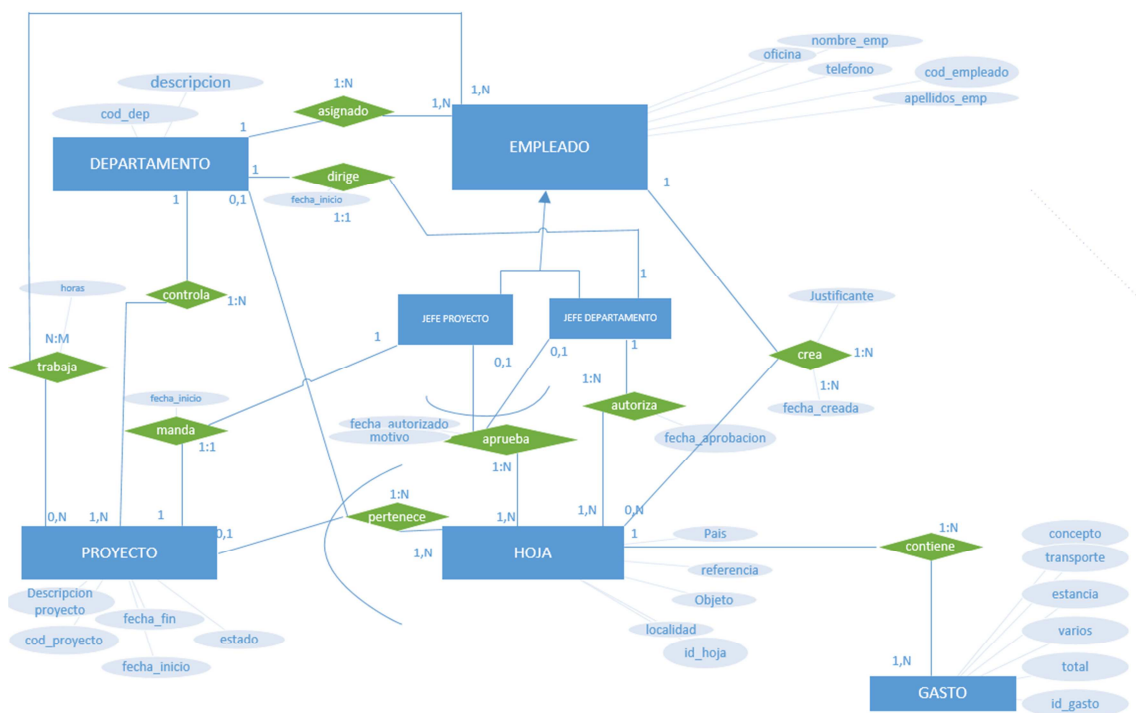 nombre_emp
oficina
telefono
cod_empleado
apellidos_emp
descripcion
cod_dep
1:N
asignado
1
1,N
1,N
EMPLEADO
DEPARTAMENTO
1
dirige
fecha_inicio
1:1
1
0,1
1
controla
1:N
horas
N:M
trabaja
JEFE PROYECTO
JEFE DEPARTAMENTO
1
1
0,1
0,1
1
Justificante
crea
1:N
1:N
fecha_creada
1:N
autoriza
fecha_aprobacion
fecha_inicio
manda
1:1
fecha_autorizado
motivo
aprueba
1:N
1:N
pertenece
0,N
1,N
1
0,1
1,N
1,N
1,N
0,N
1
PROYECTO
HOJA
Pais
referencia
Objeto
localidad
id_hoja
1:N
contiene
1,N
GASTO
concepto
transporte
estancia
varios
total
id_gasto
Descripcion
proyecto
cod_proyecto
fecha_fin
fecha_inicio
estado